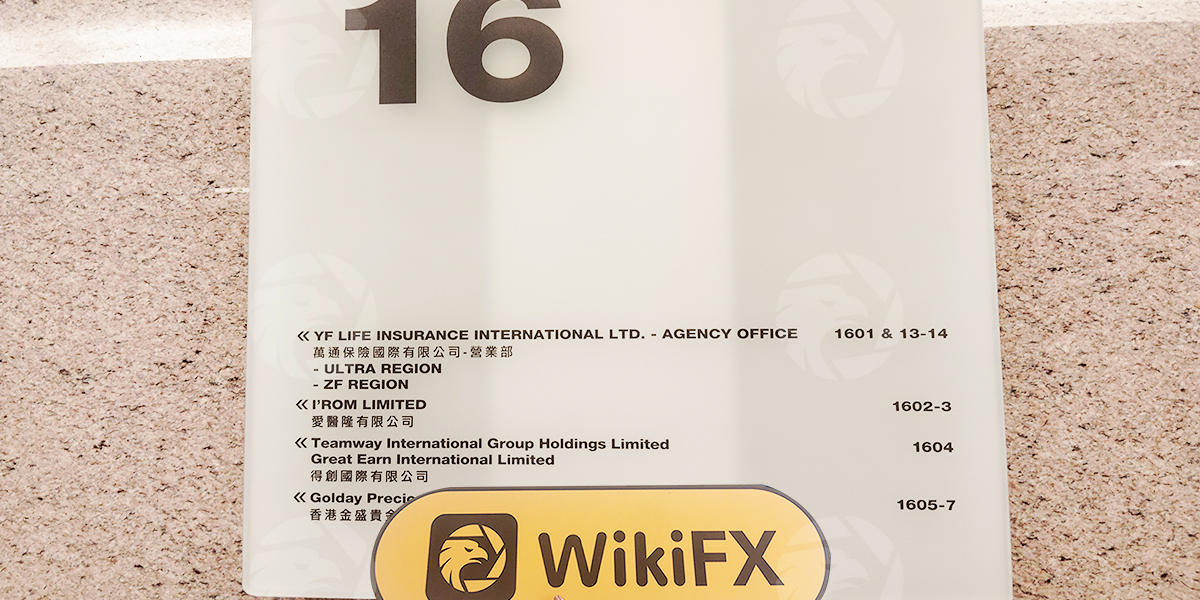 16
YF LIFE INSURANCE INTERNATIONAL LTD. - AGENCY OFFICE 1601 & 13-14
萬通保險國際有限公司-營業部
- ULTRA REGION
- ZF REGION
I'ROM LIMITED 1602-3
愛醫隆有限公司
Teamway International Group Holdings Limited 1604
Great Earn International Limited
得創國際有限公司
Golday 1605-7
香港金盛貴
WikiFX